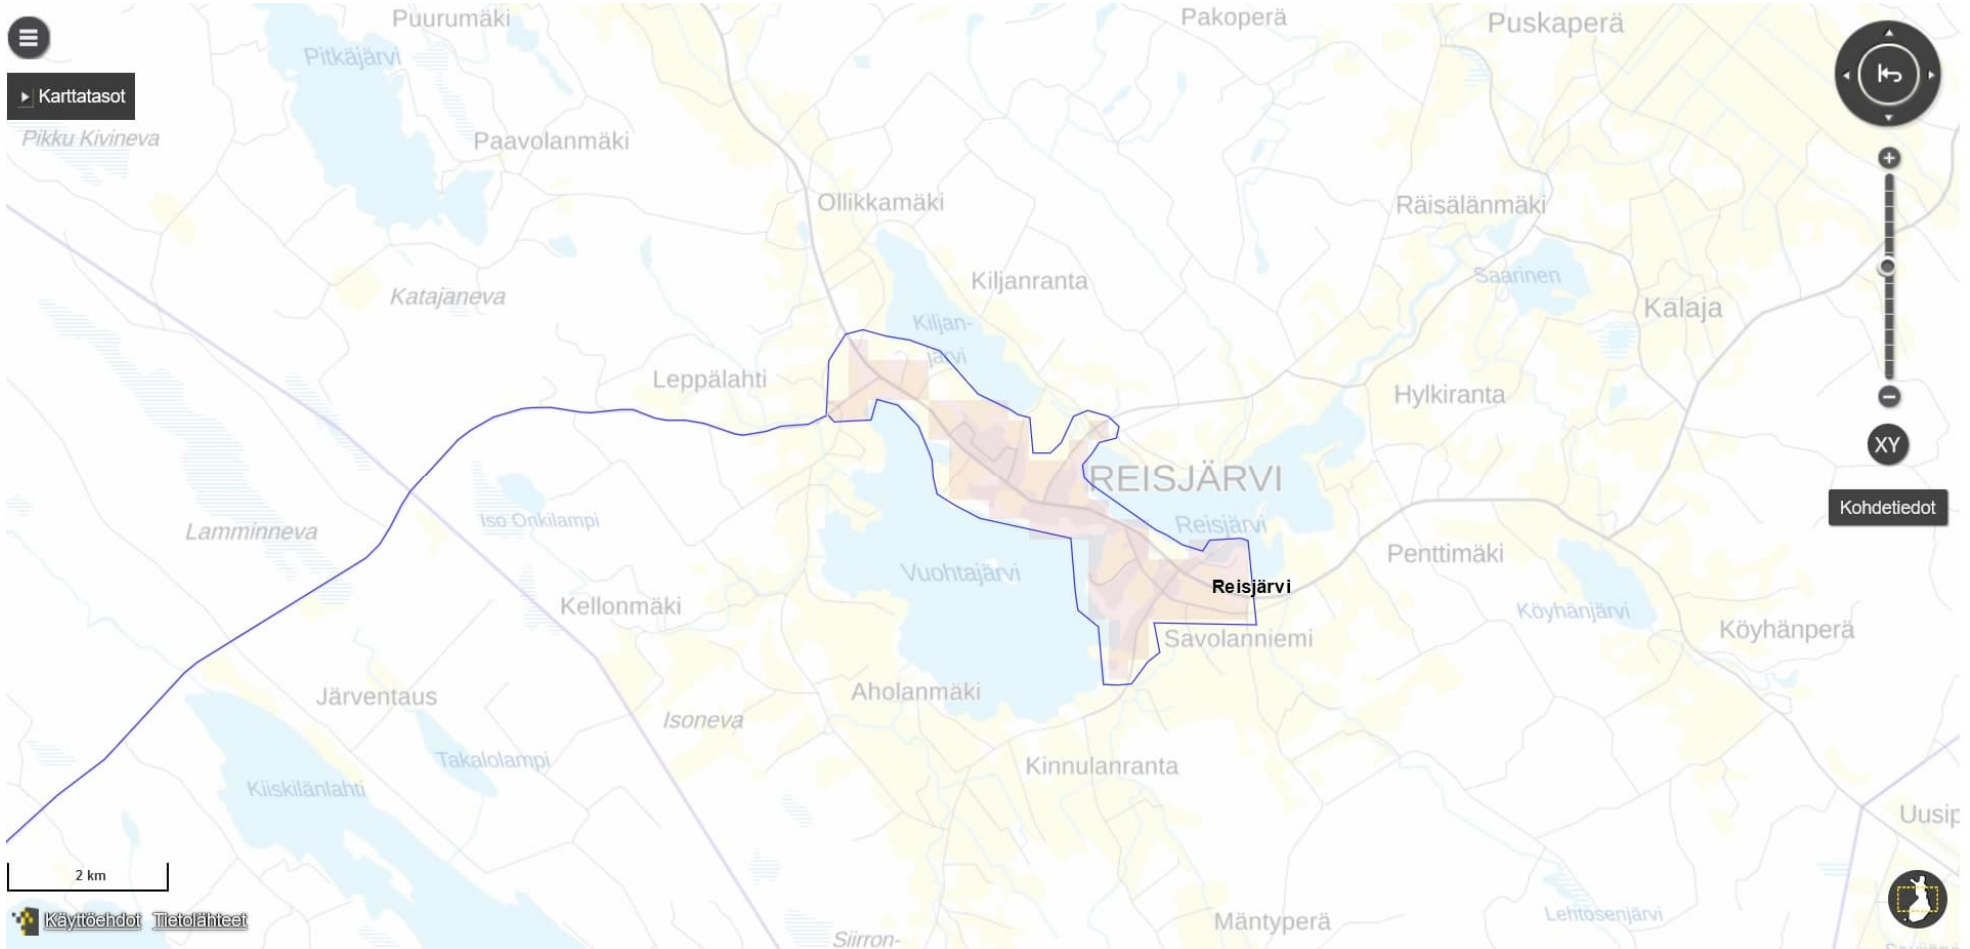 Puurumäki
Pakoperä
Puskaperä
Pitkäjärvi
Karttatasot
Pikku Kivineva
Paavolanmäki
Ollikkamäki
Räisälänmäki
Kiljanranta
Saarinen
Katajaneva
Kalaja
Kiljan-
järvi
Leppälahti
Hylkiranta
XY
REISJÄRVI
Kohdetiedot
Iso Onkilampi
Reisjärvi
Lamminneva
Penttimäki
Vuohtajärvi
Reisjärvi
Kellonmäki
Köyhänjärvi
Köyhänperä
Savolanniemi
Järventaus
Aholanmäki
Isoneva
Takalolampi
Kinnulanranta
Kiiskilänlahti
Uusip
2 km
Käyttöehdot Tietolähteet
Mäntyperä
Lehtosenjärvi
Siirron-